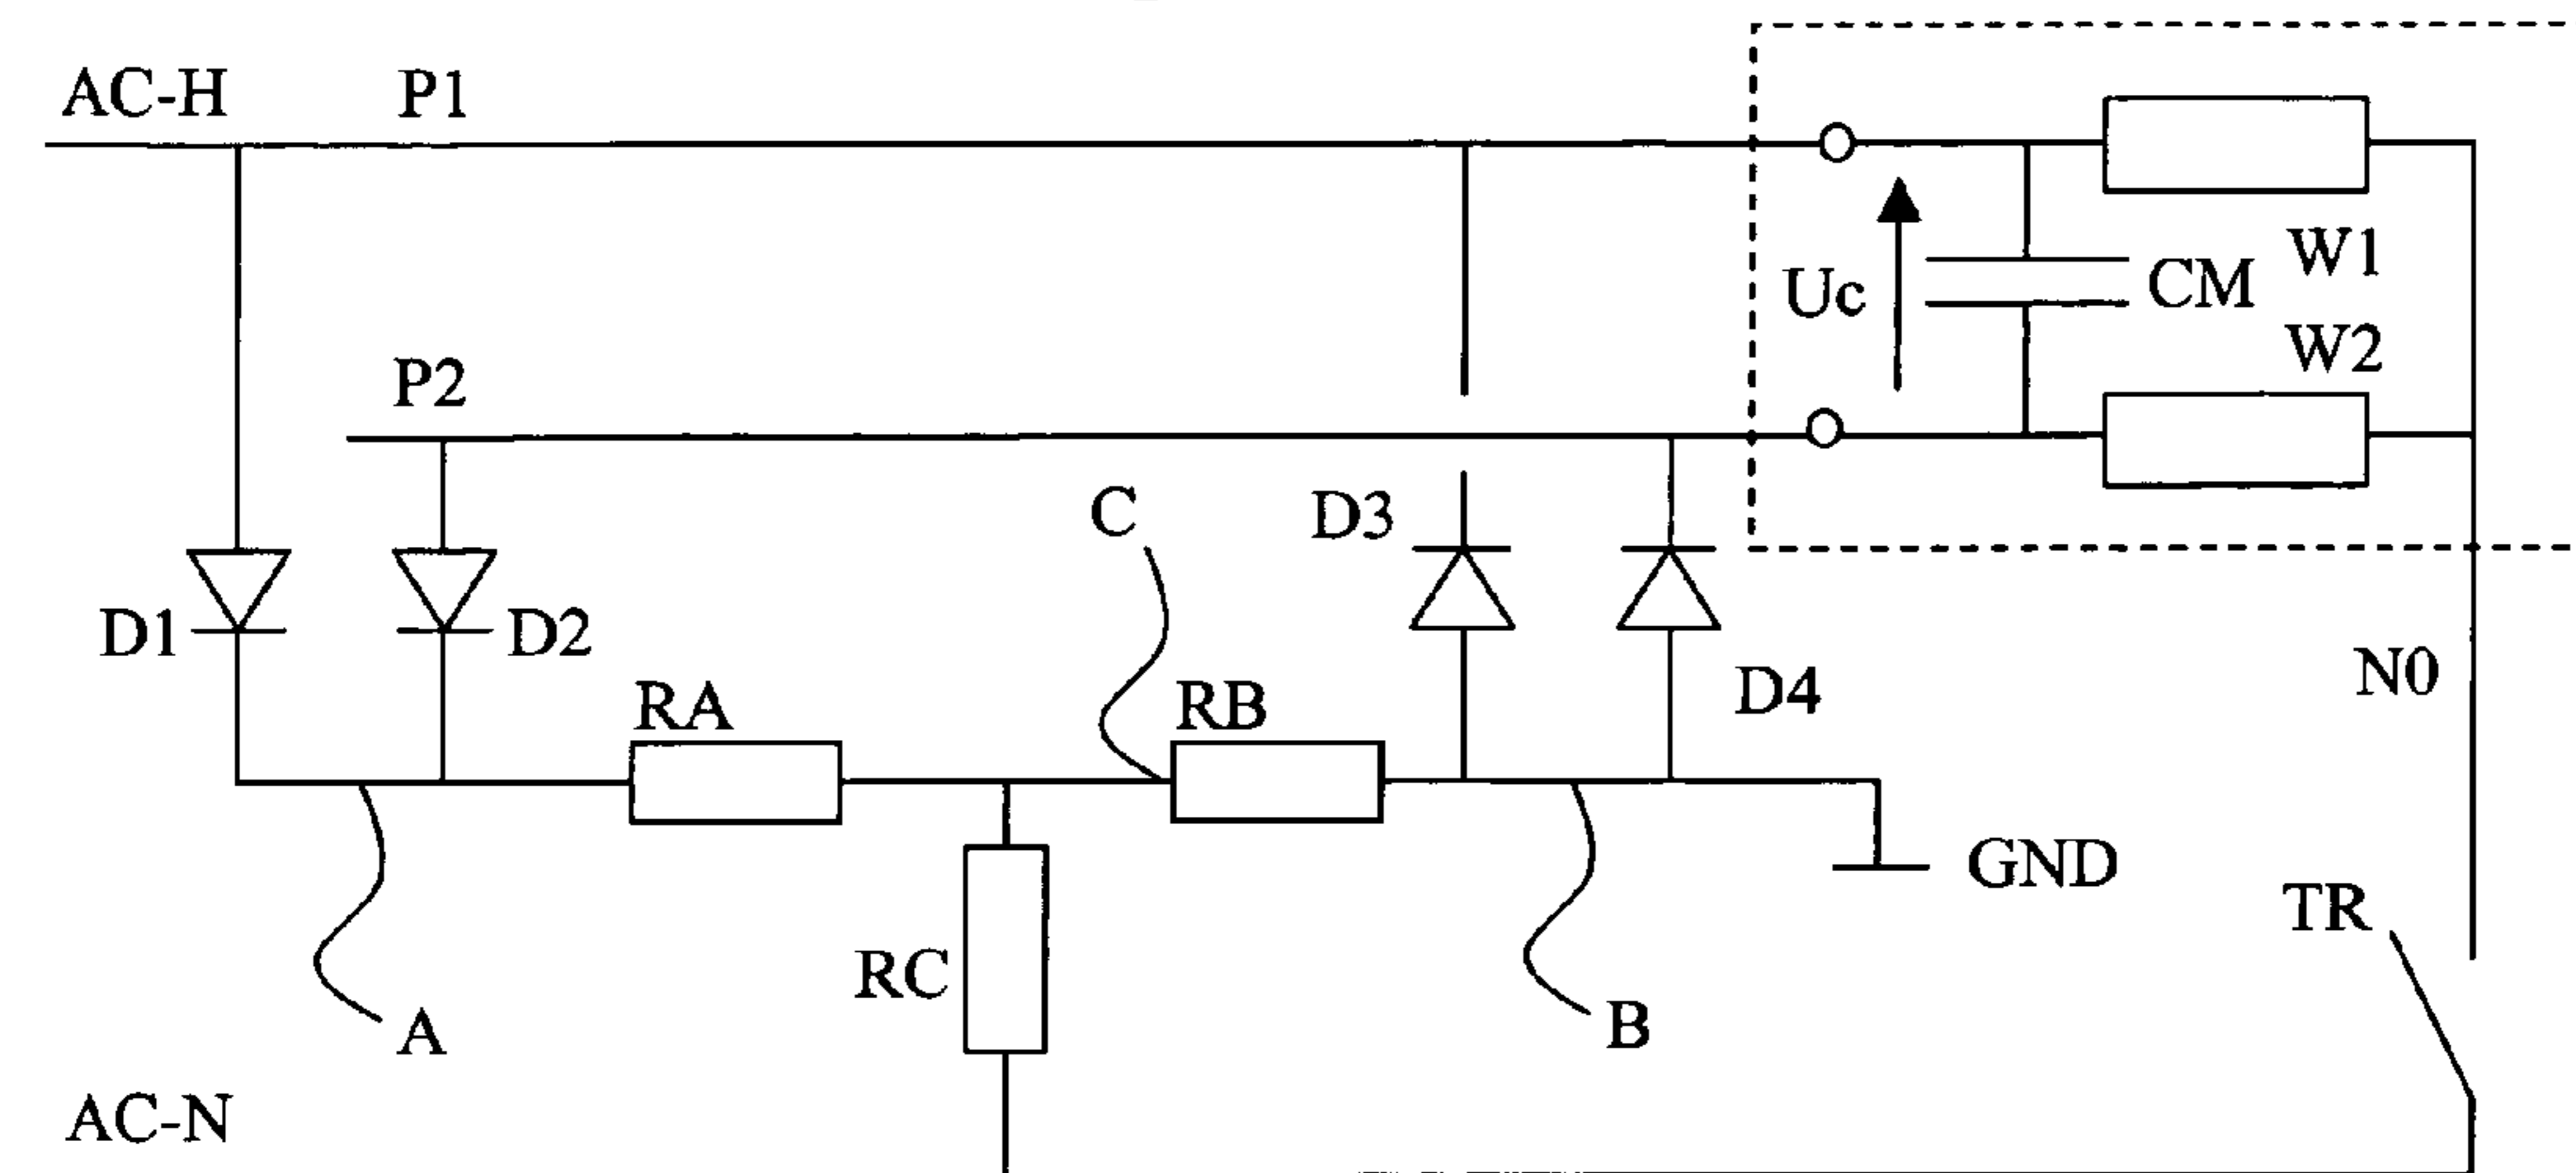 AC-H P1
W1
Uc CM
W2
P2
C D3
D1 D2
N0
RA RB D4
GND
TR
RC
A B
AC-N